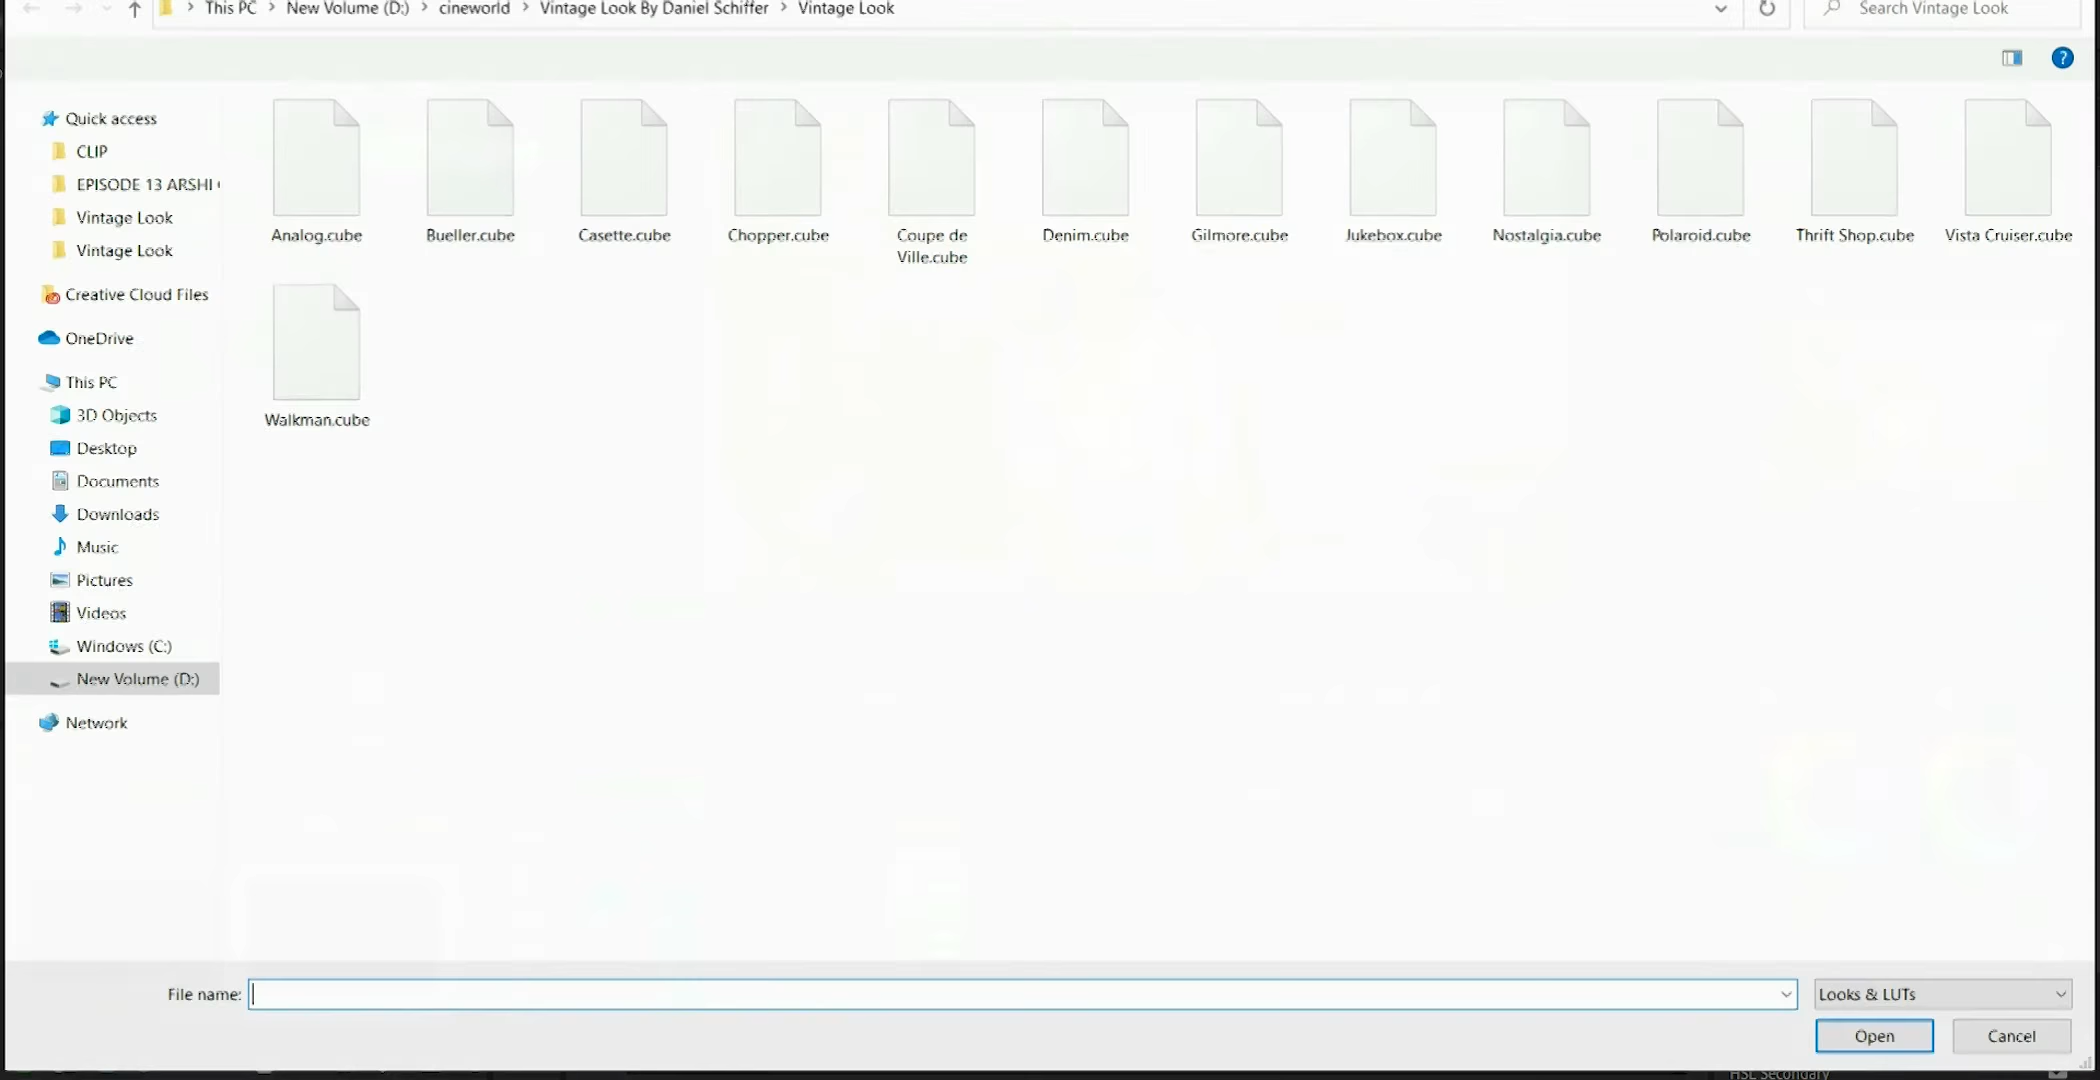 This PC > New Volume (D:) > cineworld > Vintage Look By Daniel Schiffer > Vintage Look
Search Vintage Look
?
Quick access
CLIP
EPISODE 13 ARSHI
Vintage Look
Vintage Look
Creative Cloud Files
OneDrive
This PC
3D Objects
Desktop
Documents
Downloads
Music
Pictures
Videos
Windows (C:)
New Volume (D:)
Network
Analog.cube
Bueller.cube
Casette.cube
Chopper.cube
Coupe de
Ville.cube
Denim.cube
Gilmore.cube
Jukebox.cube
Nostalgia.cube
Polaroid.cube
Thrift Shop.cube
Vista Cruiser.cube
Walkman.cube
File name:
Looks & LUTs
Open
Cancel
HSL Secondary